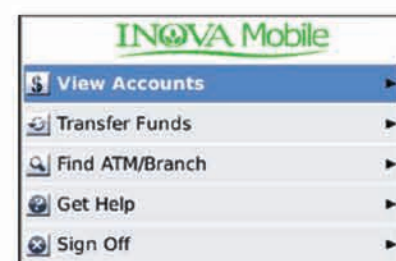 INOVA Mobile
$ View Accounts
Transfer Funds
Find ATM/Branch
? Get Help
Sign Off